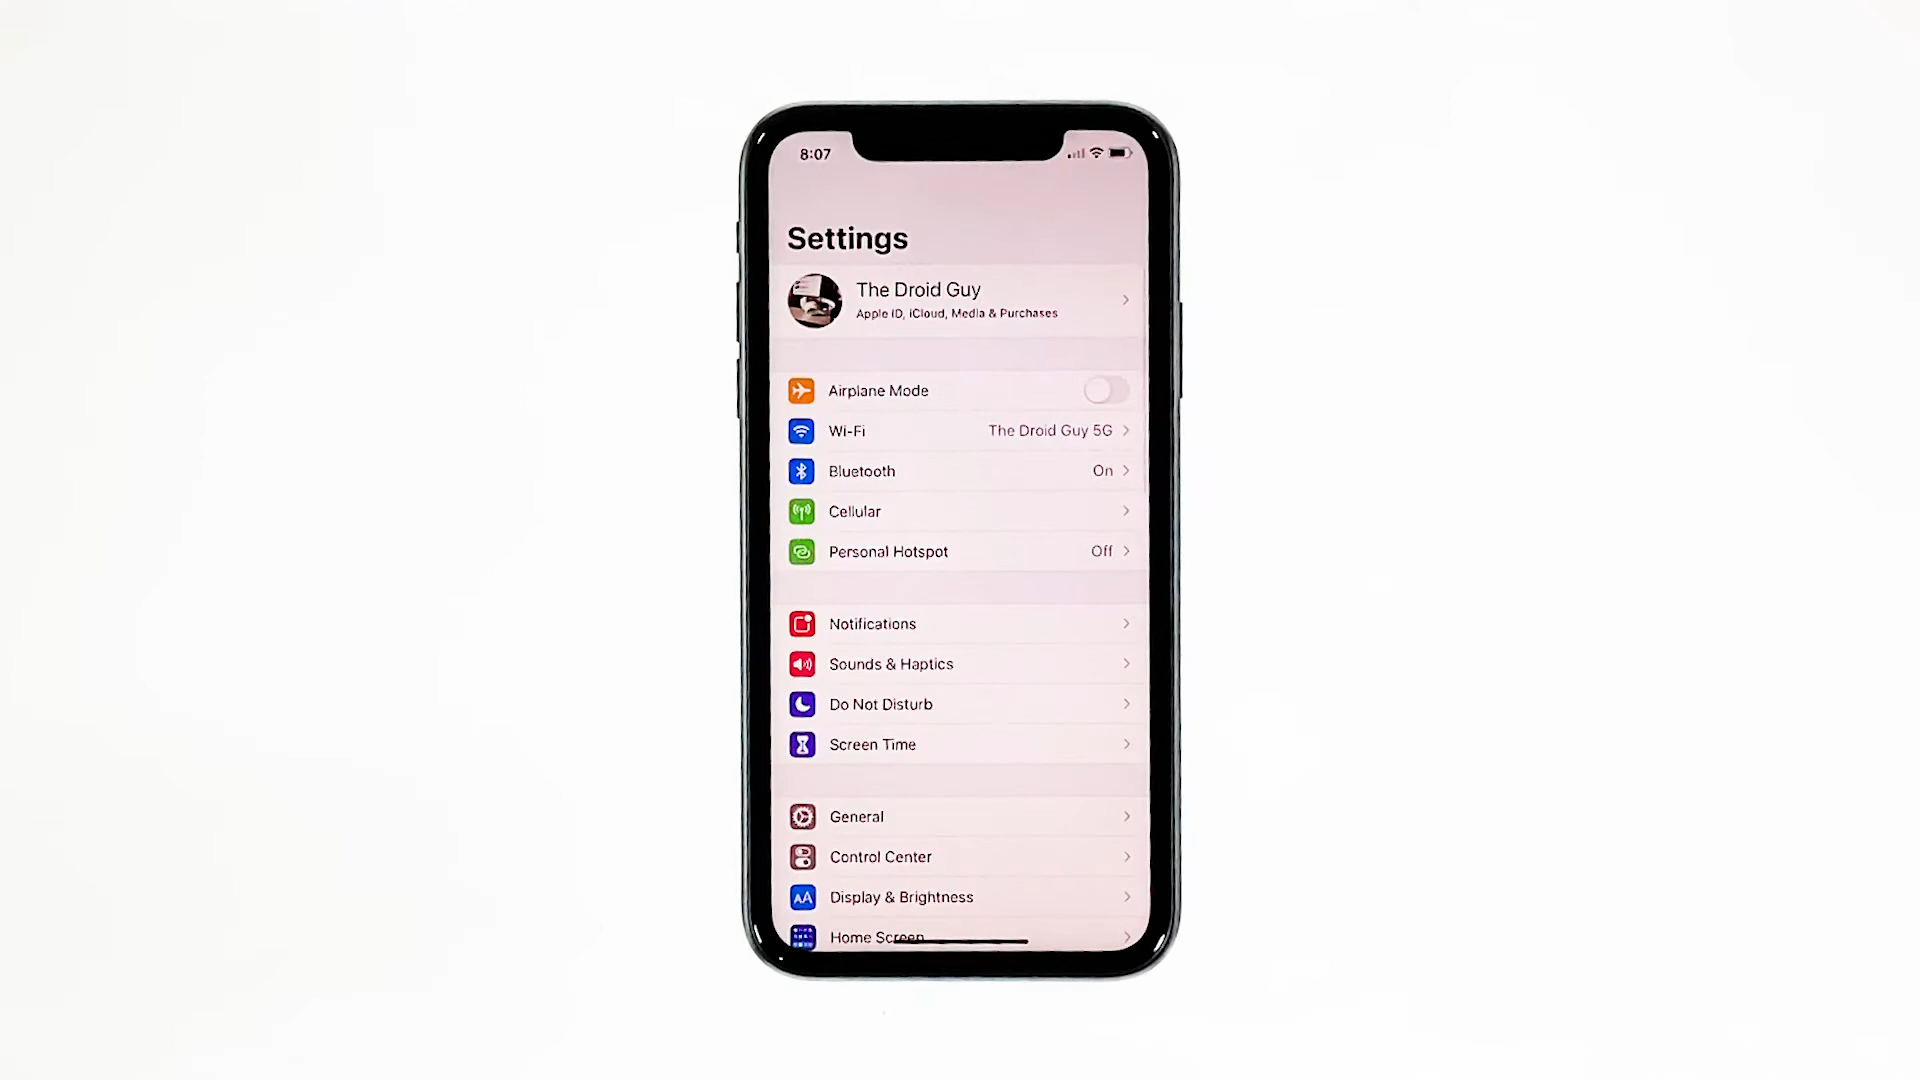 8:07
Settings
The Droid Guy
Apple ID, iCloud, Media & Purchases
Airplane Mode
Wi-Fi The Droid Guy 5G
Bluetooth On
Cellular
Personal Hotspot Off
Notifications
Sounds & Haptics
Do Not Disturb
Screen Time
General
Control Center
AA Display & Brightness
Home Screen